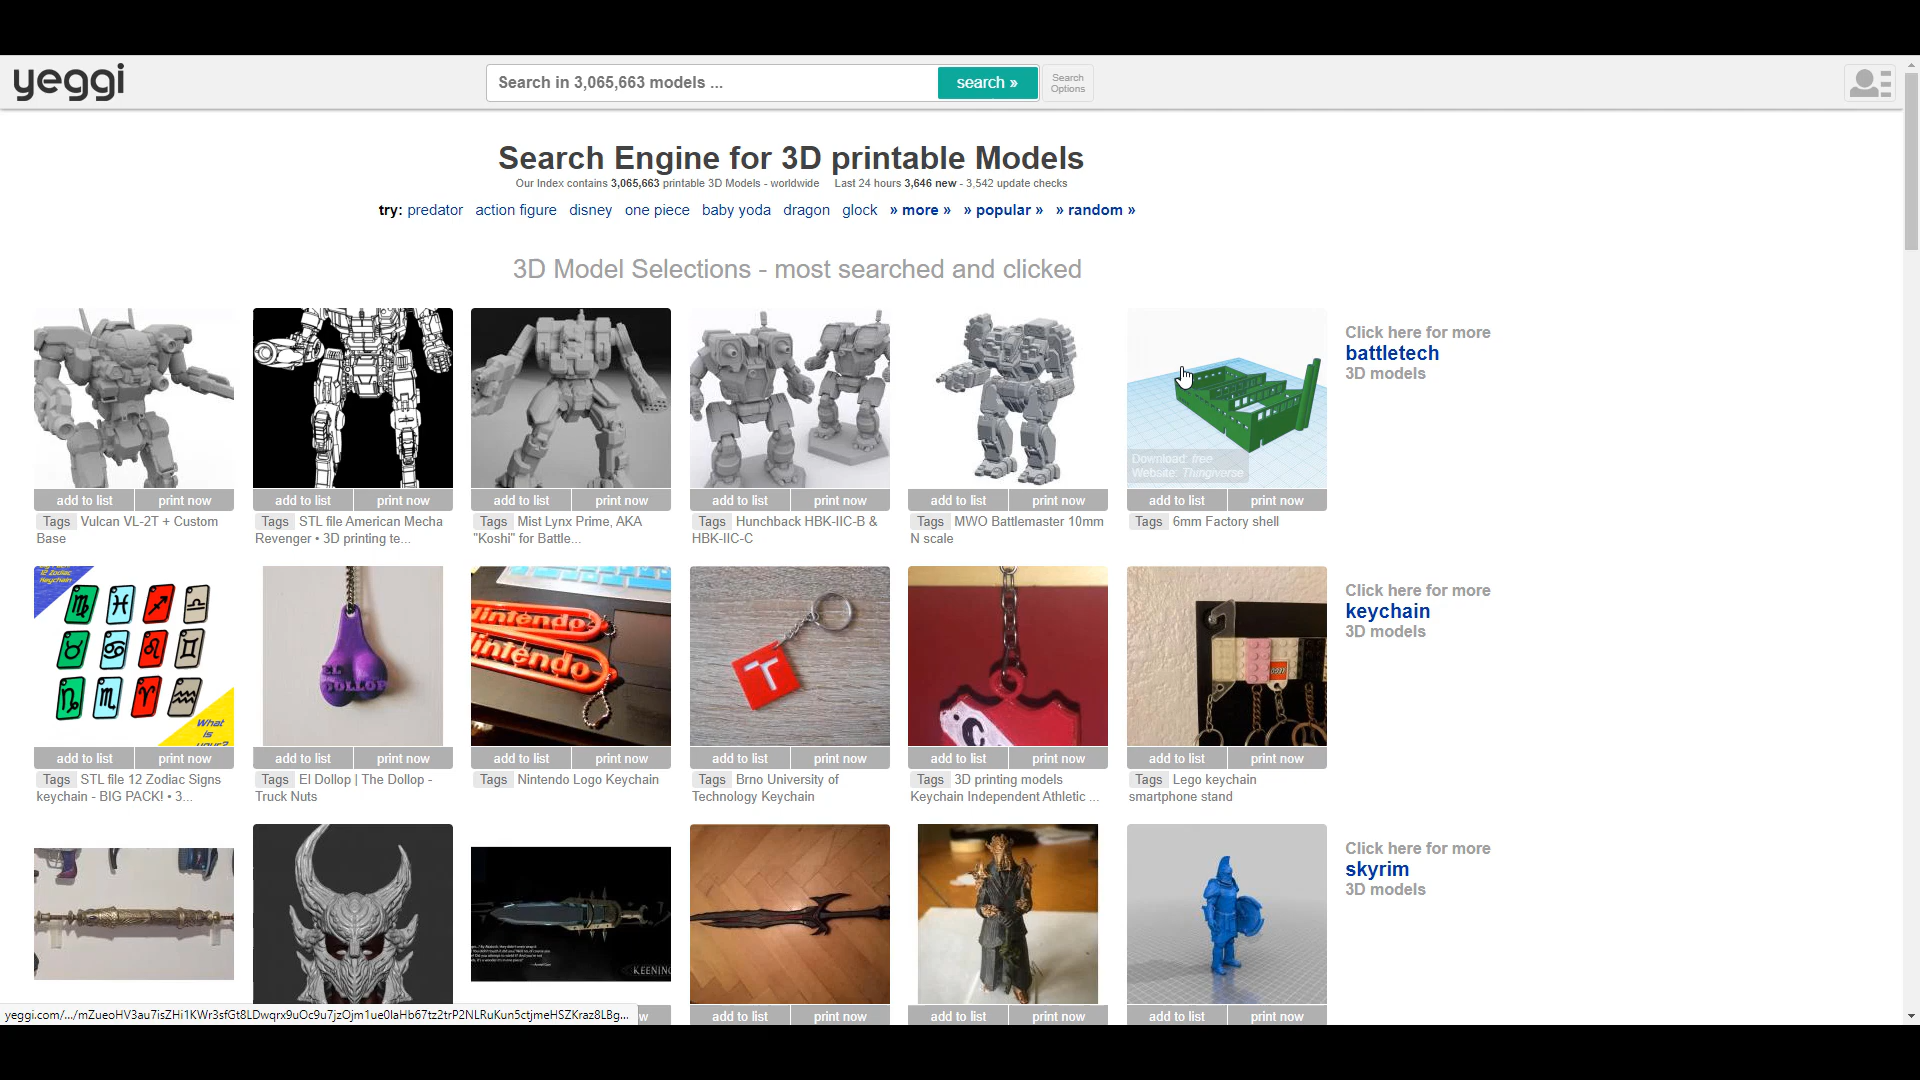 yeggi
Search in 3,065,663 models ...
search »
Search
Options
Search Engine for 3D printable Models
Our Index contains 3,065,663 printable 3D Models - worldwide Last 24 hours 3,646 new - 3,542 update checks
try: predator action figure disney one piece baby yoda dragon glock » more » » popular » » random »
3D Model Selections - most searched and clicked
Download: free
Website: Thingiverse
Click here for more
battletech
3D models
add to list print now add to list print now add to list print now add to list print now add to list print now add to list print now
Tags Vulcan VL-2T + Custom
Base
Tags STL file American Mecha
Revenger • 3D printing te...
Tags Mist Lynx Prime, AKA
"Koshi" for Battle...
Tags Hunchback HBK-IIC-B &
HBK-IIC-C
Tags MWO Battlemaster 10mm
N scale
Tags 6mm Factory shell
12 Zodiac
Keychain
What
is
your?
EL
DOLLOP
Nintendo
Nintendo
T
C
LEGO
Click here for more
keychain
3D models
add to list print now add to list print now add to list print now add to list print now add to list print now add to list print now
Tags STL file 12 Zodiac Signs
keychain - BIG PACK! • 3...
Tags El Dollop | The Dollop -
Truck Nuts
Tags Nintendo Logo Keychain
Tags Brno University of
Technology Keychain
Tags 3D printing models
Keychain Independent Athletic ...
Tags Lego keychain
smartphone stand
KEENING
Click here for more
skyrim
3D models
w add to list print now add to list print now add to list print now